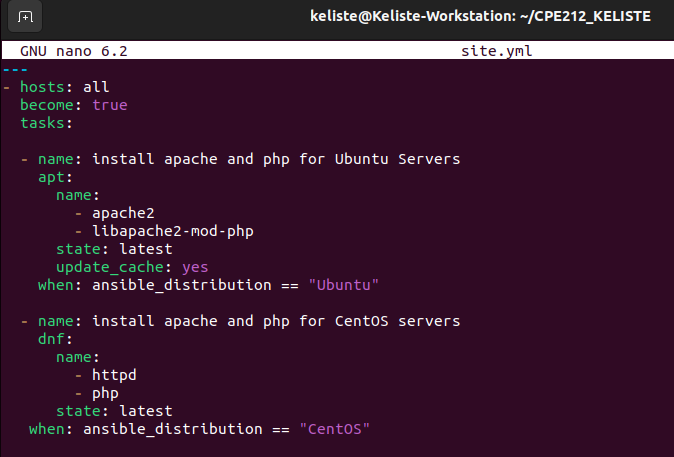 keliste@Keliste-Workstation: ~/CPE212_KELISTE
GNU nano 6.2 site.yml
---
- hosts: all
  become: true
  tasks:

  - name: install apache and php for Ubuntu Servers
    apt:
      name:
        - apache2
        - libapache2-mod-php
      state: latest
      update_cache: yes
    when: ansible_distribution == "Ubuntu"

  - name: install apache and php for CentOS servers
    dnf:
      name:
        - httpd
        - php
      state: latest
   when: ansible_distribution == "CentOS"